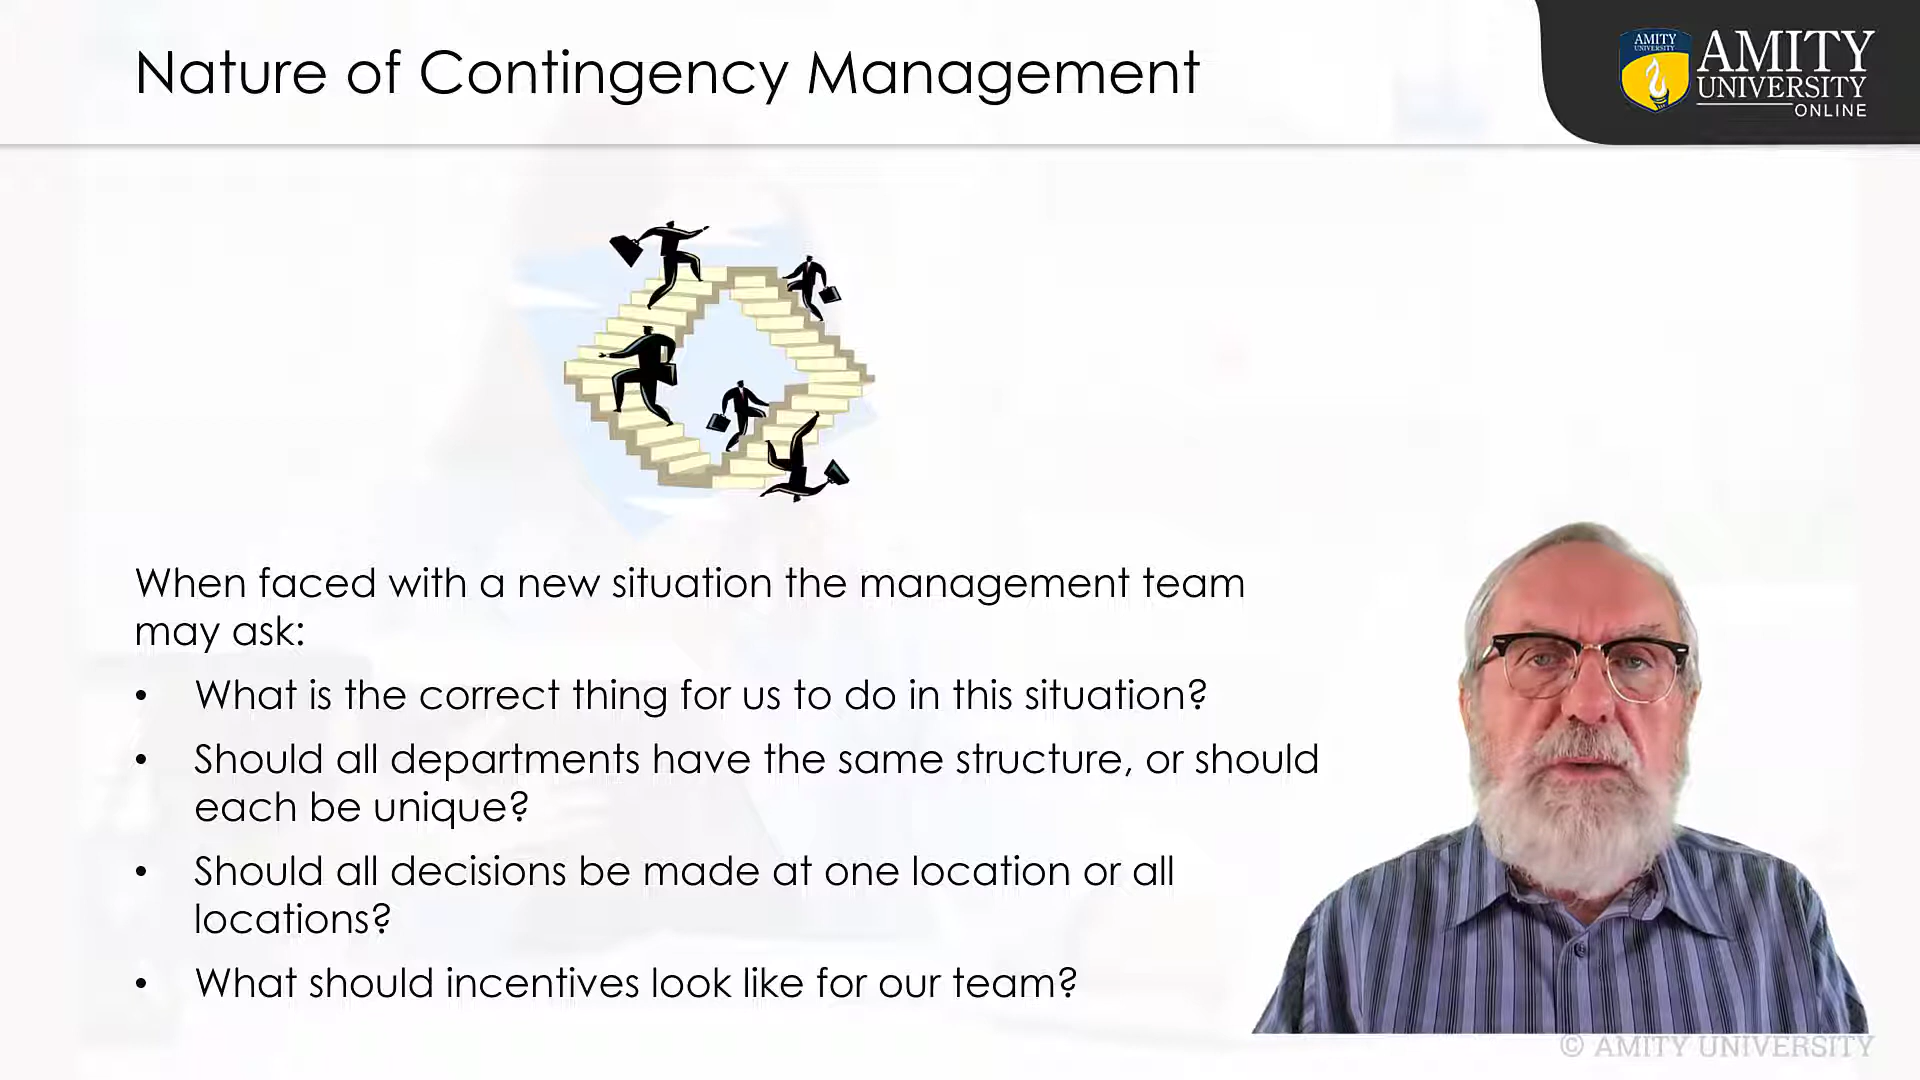 Nature of Contingency Management
AMITY
UNIVERSITY
AMITY
UNIVERSITY
ONLINE
When faced with a new situation the management team
may ask:
• What is the correct thing for us to do in this situation?
• Should all departments have the same structure, or should
each be unique?
• Should all decisions be made at one location or all
locations?
• What should incentives look like for our team?
© AMITY UNIVERSITY